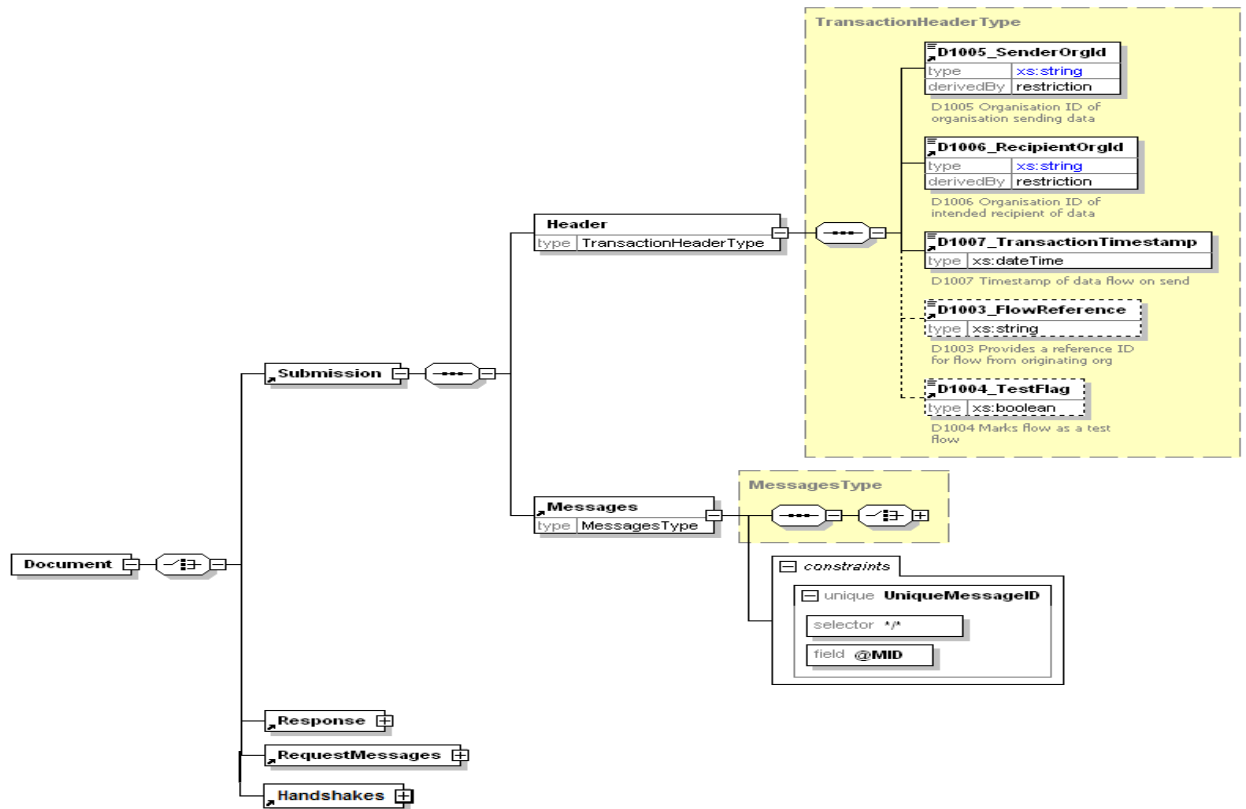 TransactionHeaderType
D1005_SenderOrgId
type xs:string
derivedBy restriction
D1005 Organisation ID of
organisation sending data
D1006_RecipientOrgId
type xs:string
derivedBy restriction
D1006 Organisation ID of
intended recipient of data
Header
type TransactionHeaderType
D1007_TransactionTimestamp
type xs:dateTime
D1007 Timestamp of data flow on send
D1003_FlowReference
type xs:string
D1003 Provides a reference ID
for flow from originating org
Submission
D1004_TestFlag
type xs:boolean
D1004 Marks flow as a test
flow
MessagesType
Messages
type MessagesType
Document
constraints
unique UniqueMessageID
selector */*
field @MID
Response
RequestMessages
Handshakes